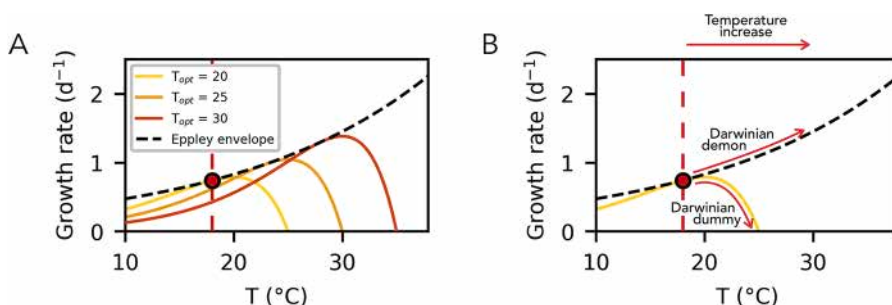 A
Growth rate (d⁻¹)
2
1
0
T_opt = 20
T_opt = 25
T_opt = 30
Eppley envelope
10
20
30
T (°C)
B
Temperature
increase
Growth rate (d⁻¹)
2
1
0
Darwinian
demon
Darwinian
dummy
10
20
30
T (°C)